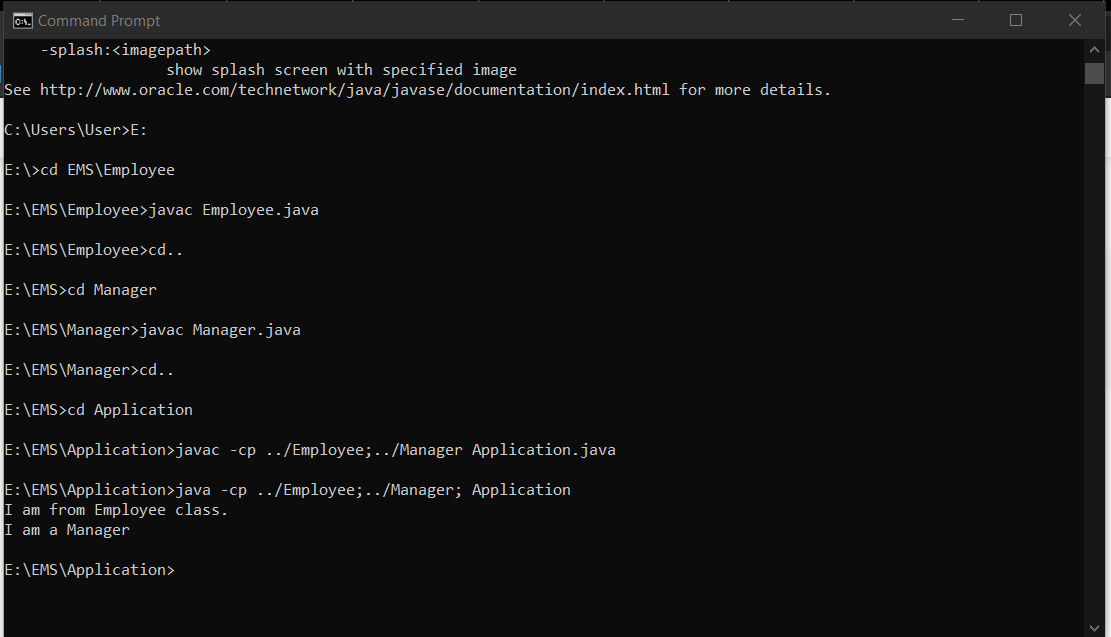 Command Prompt
-splash:<imagepath>
show splash screen with specified image
See http://www.oracle.com/technetwork/java/javase/documentation/index.html for more details.
C:\Users\User>E:
E:\>cd EMS\Employee
E:\EMS\Employee>javac Employee.java
E:\EMS\Employee>cd..
E:\EMS>cd Manager
E:\EMS\Manager>javac Manager.java
E:\EMS\Manager>cd..
E:\EMS>cd Application
E:\EMS\Application>javac -cp ../Employee;../Manager Application.java
E:\EMS\Application>java -cp ../Employee;../Manager; Application
I am from Employee class.
I am a Manager
E:\EMS\Application>